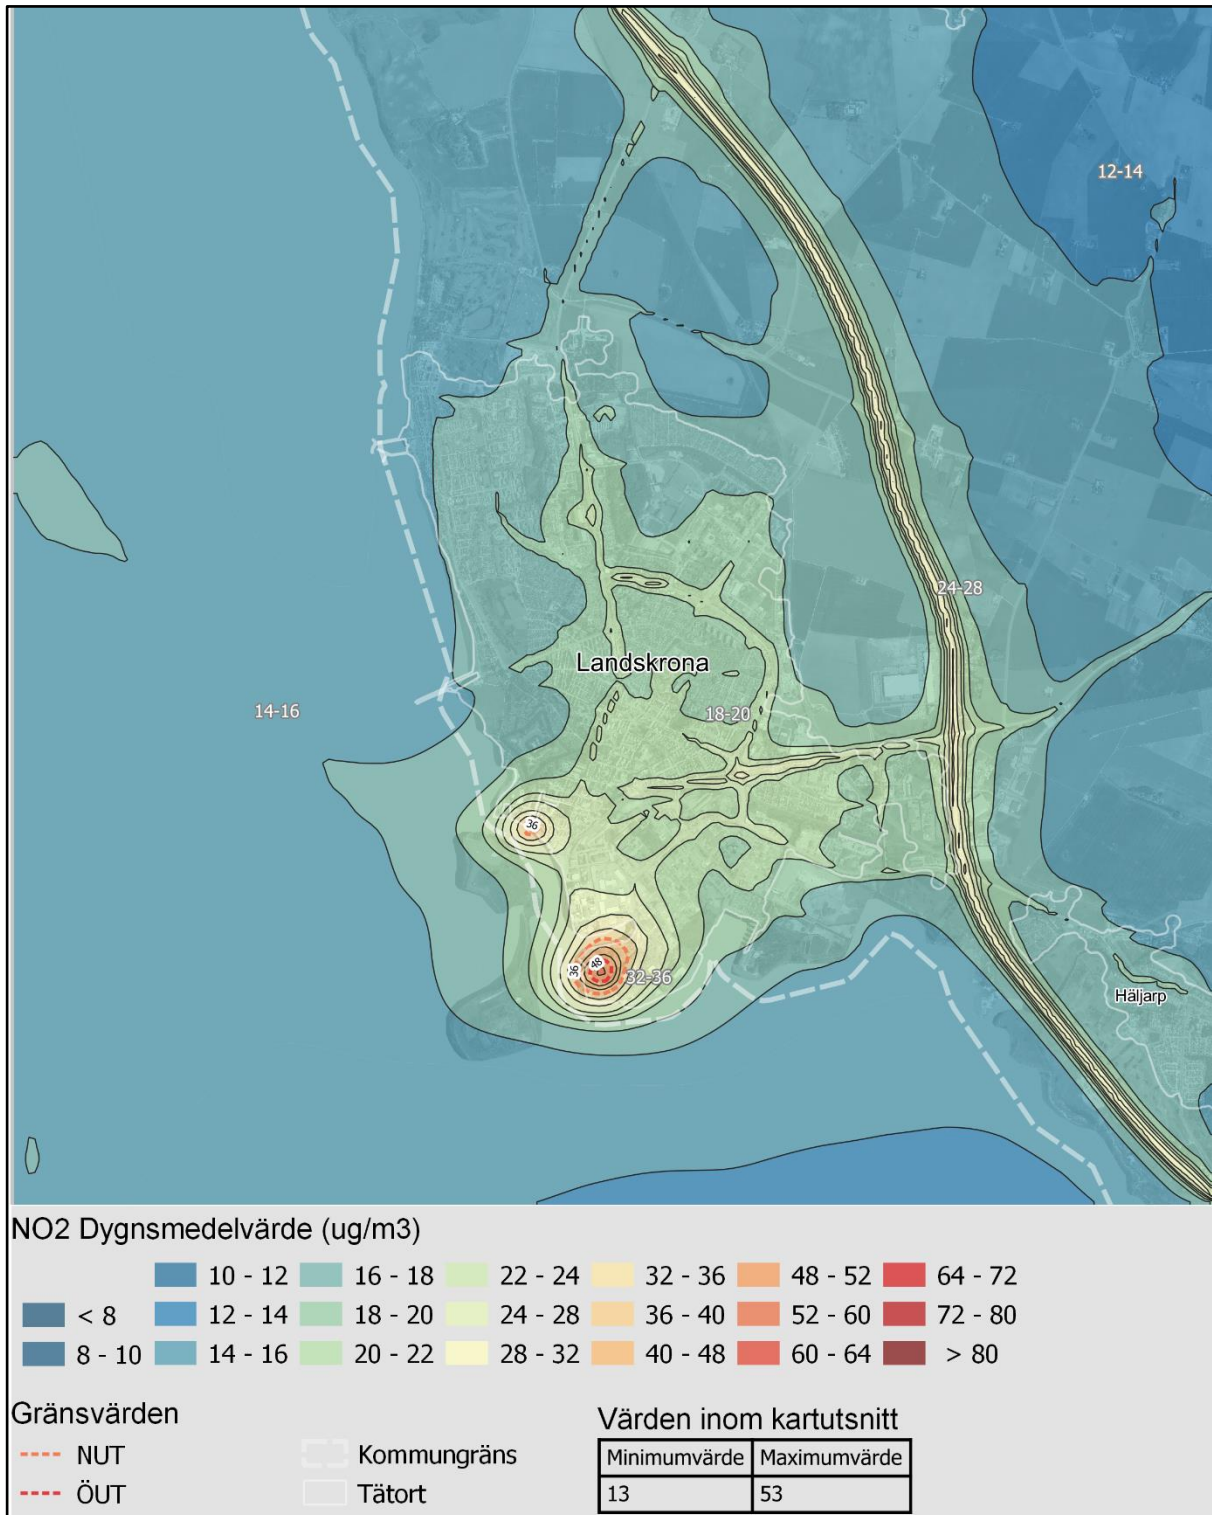 12-14
24-28
Landskrona
14-16
18-20
36
36
48
32-36
Häljarp
NO2 Dygnsmedelvärde (ug/m3)
10 - 12 16 - 18 22 - 24 32 - 36 48 - 52 64 - 72
< 8 12 - 14 18 - 20 24 - 28 36 - 40 52 - 60 72 - 80
8 - 10 14 - 16 20 - 22 28 - 32 40 - 48 60 - 64 > 80
Gränsvärden
NUT
ÖUT
Kommungräns
Tätort
Värden inom kartutsnitt
Minimumvärde Maximumvärde
13 53